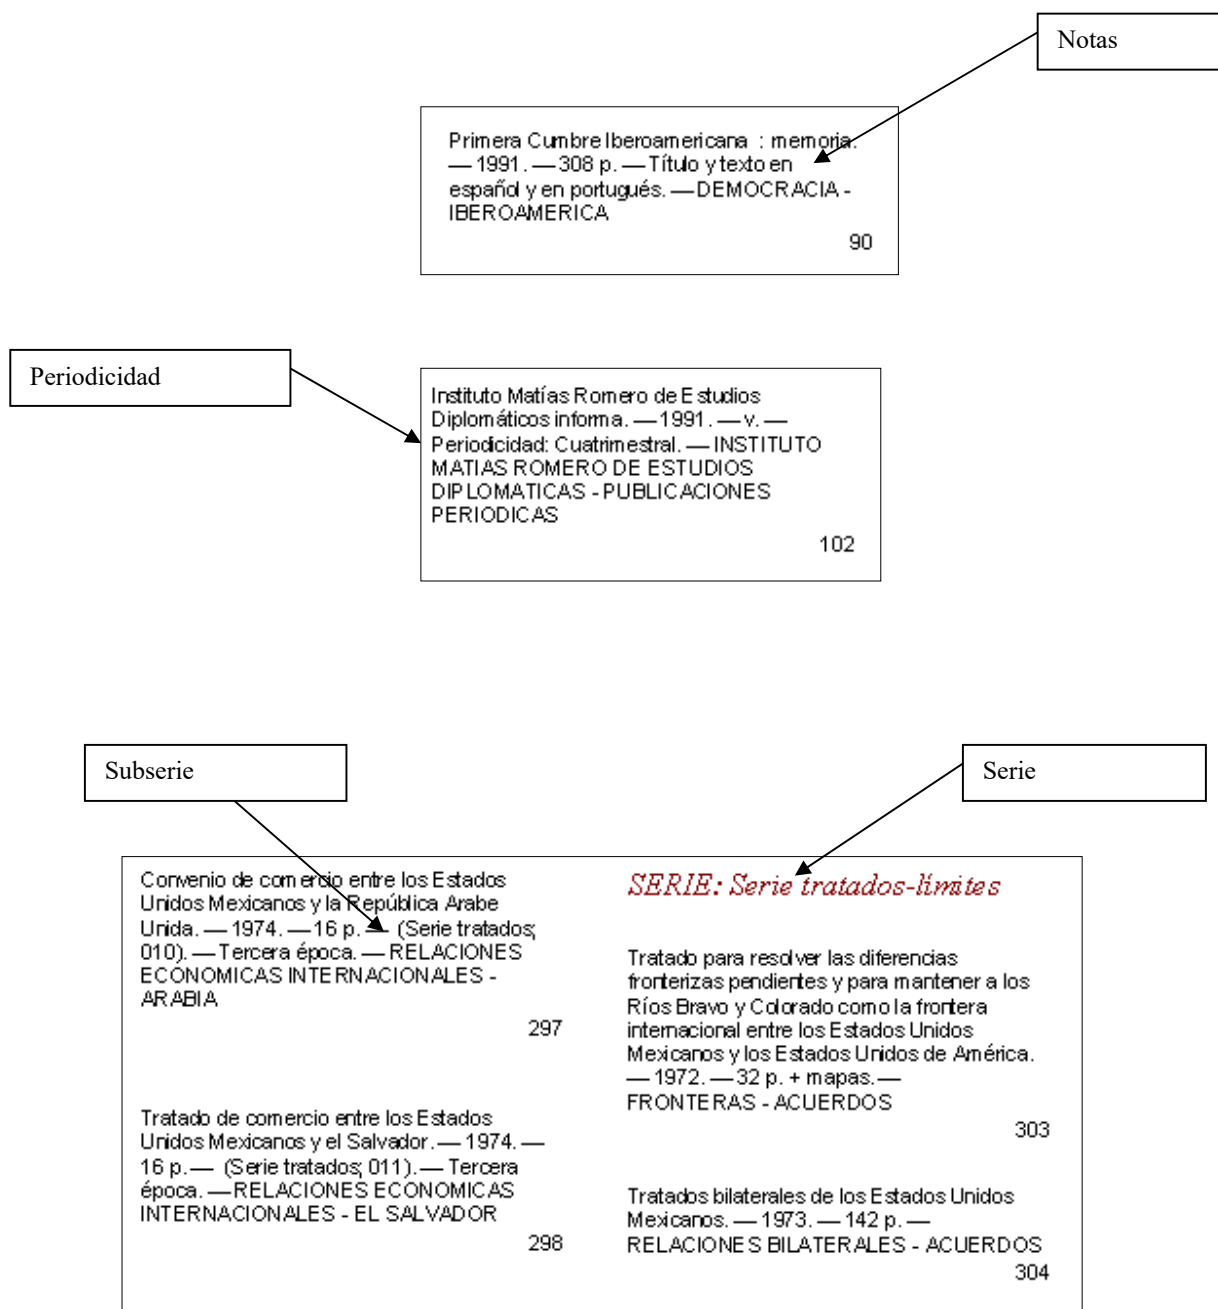 Notas
Primera Cumbre Iberoamericana : memoria.
— 1991. — 308 p. — Título y texto en
español y en portugués. — DEMOCRACIA -
IBEROAMERICA
90
Periodicidad
Instituto Matías Romero de Estudios
Diplomáticos informa. — 1991. — v. —
Periodicidad: Cuatrimestral. — INSTITUTO
MATIAS ROMERO DE ESTUDIOS
DIPLOMATICAS - PUBLICACIONES
PERIODICAS
102
Subserie
Serie
Convenio de comercio entre los Estados
Unidos Mexicanos y la República Arabe
Unida. — 1974. — 16 p. — (Serie tratados;
010). — Tercera época. — RELACIONES
ECONOMICAS INTERNACIONALES -
ARABIA
297
Tratado de comercio entre los Estados
Unidos Mexicanos y el Salvador. — 1974. —
16 p. — (Serie tratados; 011). — Tercera
época. — RELACIONES ECONOMICAS
INTERNACIONALES - EL SALVADOR
298
SERIE: Serie tratados-límites
Tratado para resolver las diferencias
fronterizas pendientes y para mantener a los
Ríos Bravo y Colorado como la frontera
internacional entre los Estados Unidos
Mexicanos y los Estados Unidos de América.
— 1972. — 32 p. + mapas. —
FRONTERAS - ACUERDOS
303
Tratados bilaterales de los Estados Unidos
Mexicanos. — 1973. — 142 p. —
RELACIONES BILATERALES - ACUERDOS
304